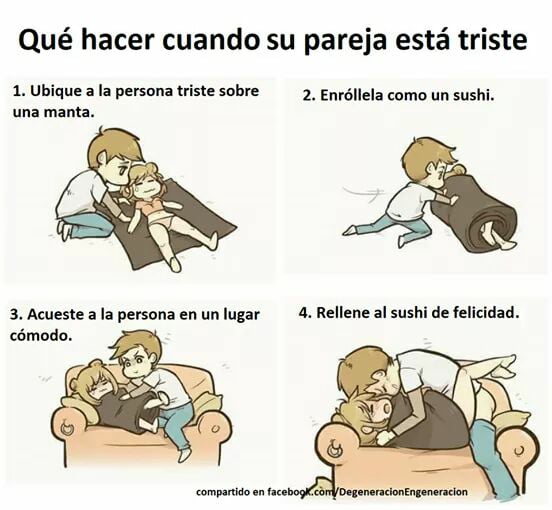 Qué hacer cuando su pareja está triste
1. Ubique a la persona triste sobre
una manta.
2. Enróllela como un sushi.
3. Acueste a la persona en un lugar
cómodo.
4. Rellene al sushi de felicidad.
compartido en facebook.com/DegeneracionEngeneracion